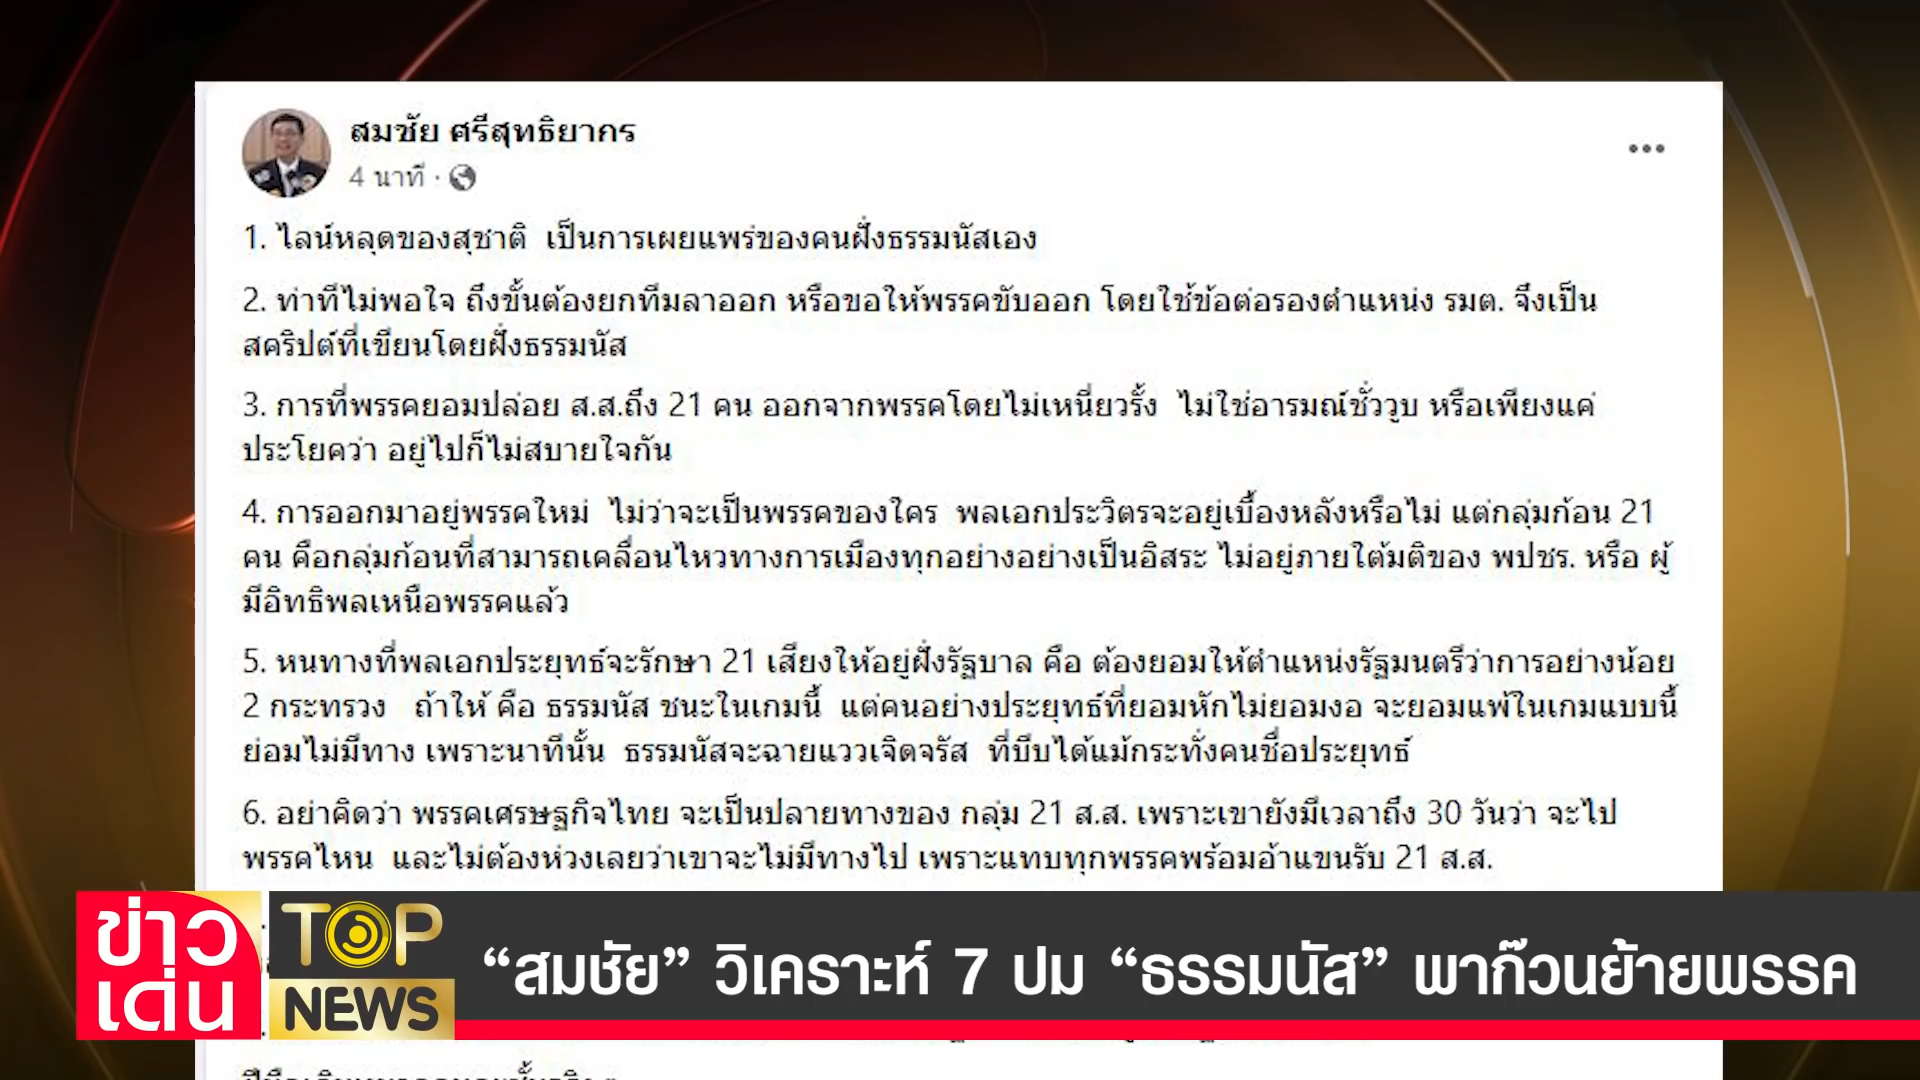 สมชัย ศรีสุทธิยากร
4 นาที ·
1. ไลน์หลุดของสุชาติ เป็นการเผยแพร่ของคนฝั่งธรรมนัสเอง
2. ท่าทีไม่พอใจ ถึงขั้นต้องยกทีมลาออก หรือขอให้พรรคขับออก โดยใช้ข้อต่อรองตำแหน่ง รมต. จึงเป็น
สคริปต์ที่เขียนโดยฝั่งธรรมนัส
3. การที่พรรคยอมปล่อย ส.ส.ถึง 21 คน ออกจากพรรคโดยไม่เหนี่ยวรั้ง ไม่ใช่อารมณ์ชั่ววูบ หรือเพียงแค่
ประโยคว่า อยู่ไปก็ไม่สบายใจกัน
4. การออกมาอยู่พรรคใหม่ ไม่ว่าจะเป็นพรรคของใคร พลเอกประวิตรจะอยู่เบื้องหลังหรือไม่ แต่กลุ่มก้อน 21
คน คือกลุ่มก้อนที่สามารถเคลื่อนไหวทางการเมืองทุกอย่างอย่างเป็นอิสระ ไม่อยู่ภายใต้มติของ พปชร. หรือ ผู้
มีอิทธิพลเหนือพรรคแล้ว
5. หนทางที่พลเอกประยุทธ์จะรักษา 21 เสียงให้อยู่ฝั่งรัฐบาล คือ ต้องยอมให้ตำแหน่งรัฐมนตรีว่าการอย่างน้อย
2 กระทรวง ถ้าให้ คือ ธรรมนัส ชนะในเกมนี้ แต่คนอย่างประยุทธ์ที่ยอมหักไม่ยอมงอ จะยอมแพ้ในเกมแบบนี้
ย่อมไม่มีทาง เพราะนาทีนั้น ธรรมนัสจะฉายแววเจิดจรัส ที่บีบได้แม้กระทั่งคนชื่อประยุทธ์
6. อย่าคิดว่า พรรคเศรษฐกิจไทย จะเป็นปลายทางของ กลุ่ม 21 ส.ส. เพราะเขายังมีเวลาถึง 30 วันว่า จะไป
พรรคไหน และไม่ต้องห่วงเลยว่าเขาจะไม่มีทางไป เพราะแทบทุกพรรคพร้อมอ้าแขนรับ 21 ส.ส.
ข่าว
เด่น
TOP
NEWS
“สมชัย” วิเคราะห์ 7 ปม “ธรรมนัส” พาก๊วนย้ายพรรค